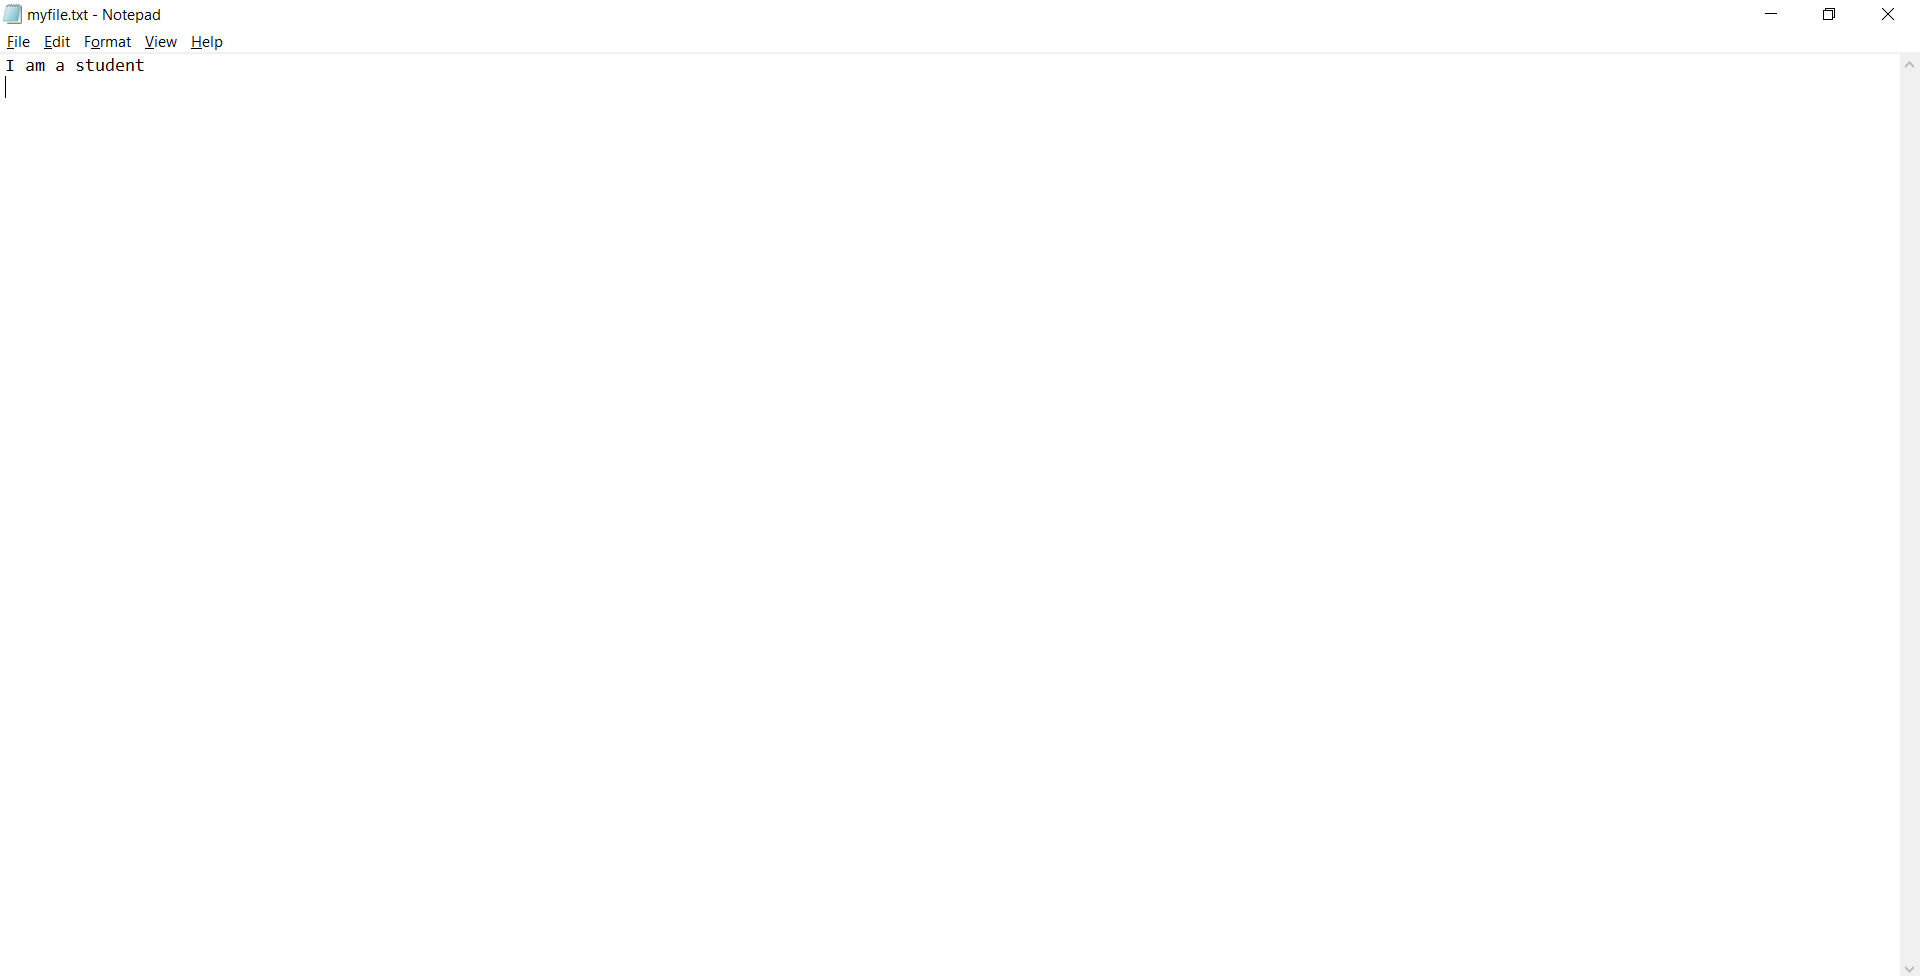 myfile.txt - Notepad
File Edit Format View Help
I am a student